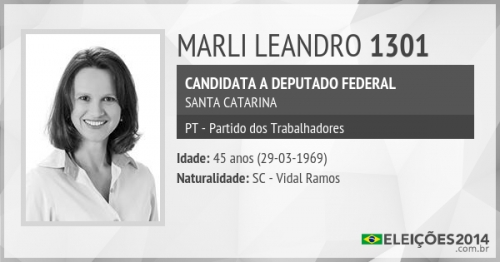 MARLI LEANDRO 1301
CANDIDATA A DEPUTADO FEDERAL
SANTA CATARINA
PT - Partido dos Trabalhadores
Idade: 45 anos (29-03-1969)
Naturalidade: SC - Vidal Ramos
ELEIÇÕES2014
.com.br